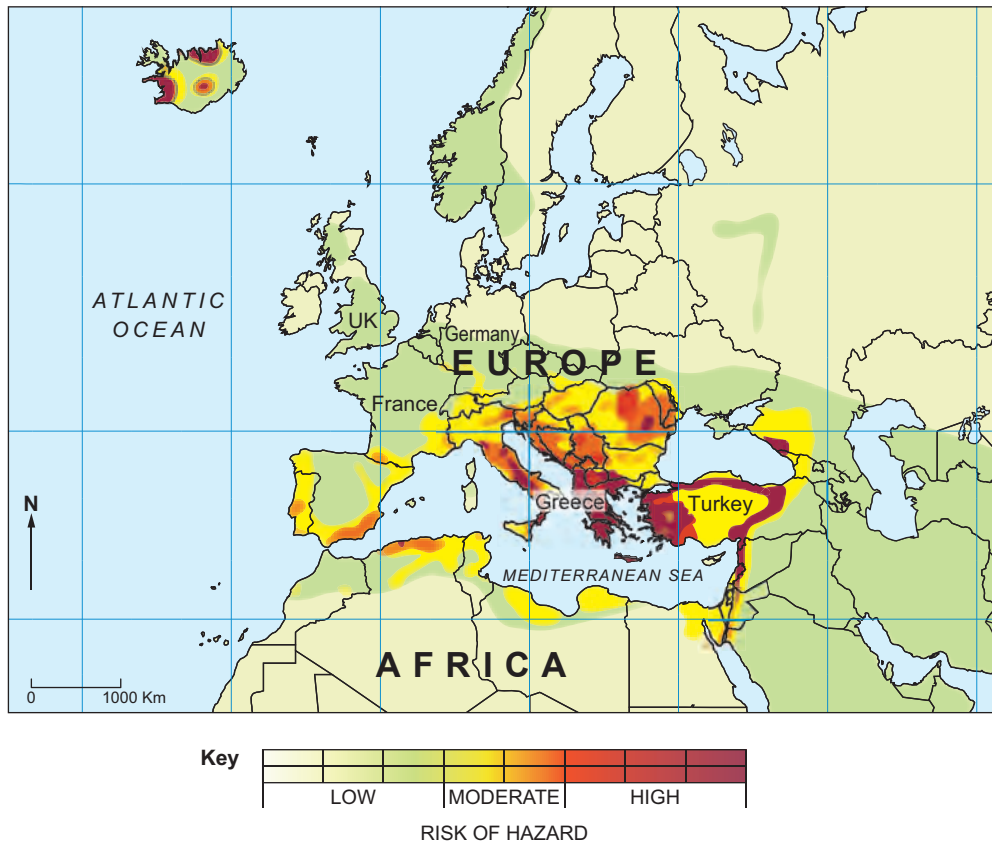 ATLANTIC
OCEAN
UK
Germany
EUROPE
France
N
Greece
Turkey
MEDITERRANEAN SEA
AFRICA
0 1000 Km
Key
LOW MODERATE HIGH
RISK OF HAZARD